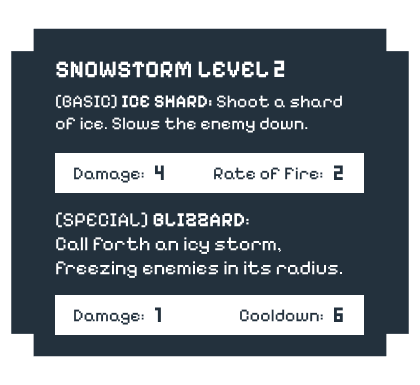 SNOWSTORM LEVEL 2
(BASIC) ICE SHARD: Shoot a shard
of ice. Slows the enemy down.
Damage: 4 Rate of Fire: 2
(SPECIAL) BLIZZARD:
Call forth an icy storm,
freezing enemies in its radius.
Damage: 1 Cooldown: 6